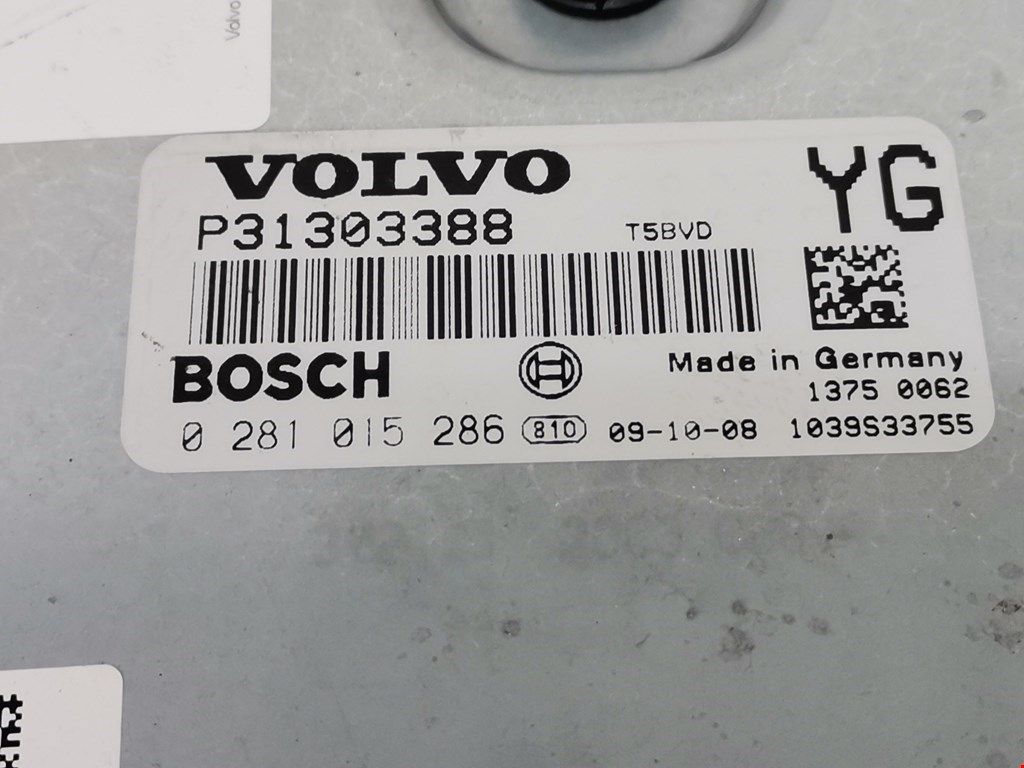 Volvo
VOLVO
P31303388 T5BVD YG
BOSCH Made in Germany
1375 0062
0 281 015 286 810 09-10-08 1039S33755